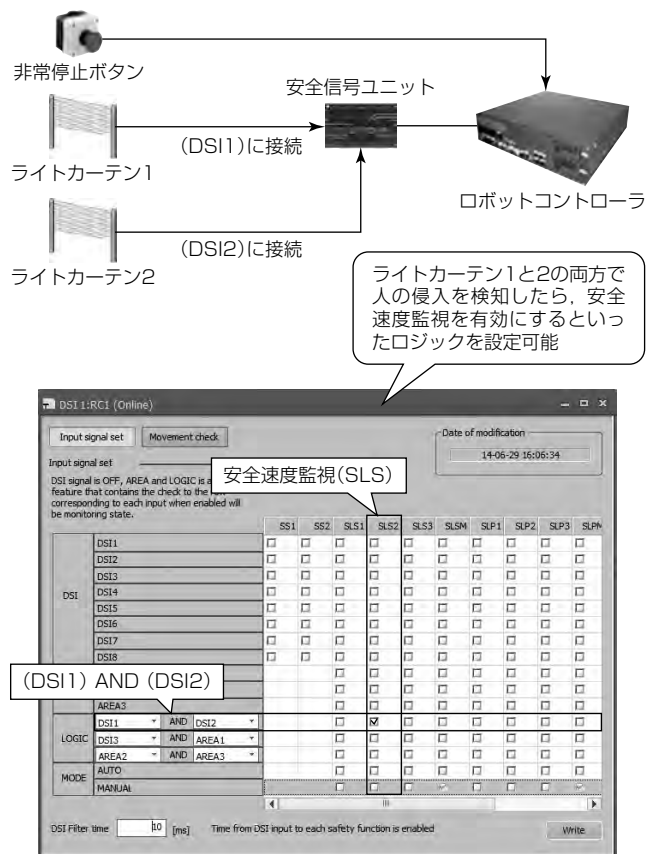 非常停止ボタン
安全信号ユニット
(DSI1)に接続
ライトカーテン1
ロボットコントローラ
(DSI2)に接続
ライトカーテン2
ライトカーテン1と2の両方で
人の侵入を検知したら，安全
速度監視を有効にするといっ
たロジックを設定可能
DSI 1:RC1 (Online)
Input signal set
Movement check
Date of modification
14-06-29 16:06:34
Input signal set
安全速度監視(SLS)
DSI signal is OFF, AREA and LOGIC is a
feature that contains the check to the
corresponding to each input when enabled will
be monitoring state.
SS1 SS2 SLS1 SLS2 SLS3 SLSM SLP1 SLP2 SLP3 SLPM
DSI
DSI1
DSI2
DSI3
DSI4
DSI5
DSI6
DSI7
DSI8
(DSI1) AND (DSI2)
AREA3
LOGIC
DSI1 AND DSI2
DSI3 AND AREA1
AREA2 AND AREA3
MODE
AUTO
MANUAL
DSI Filter time 10 [ms] Time from DSI input to each safety function is enabled
Write